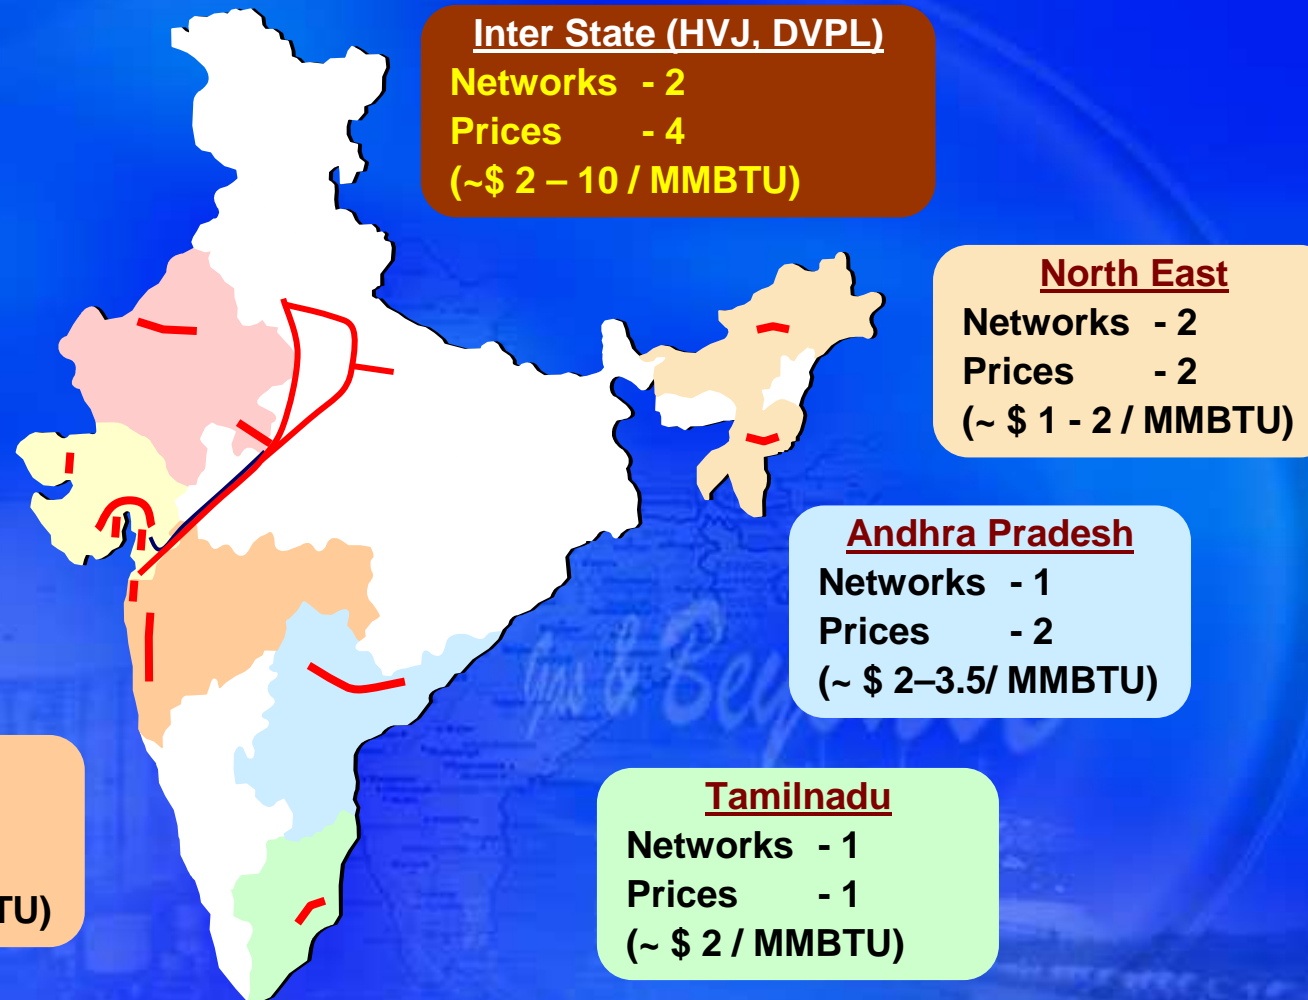 Inter State (HVJ, DVPL)
Networks - 2
Prices - 4
(~$ 2 – 10 / MMBTU)
North East
Networks - 2
Prices - 2
(~ $ 1 - 2 / MMBTU)
Andhra Pradesh
Networks - 1
Prices - 2
(~ $ 2–3.5/ MMBTU)
Tamilnadu
Networks - 1
Prices - 1
(~ $ 2 / MMBTU)
TU)